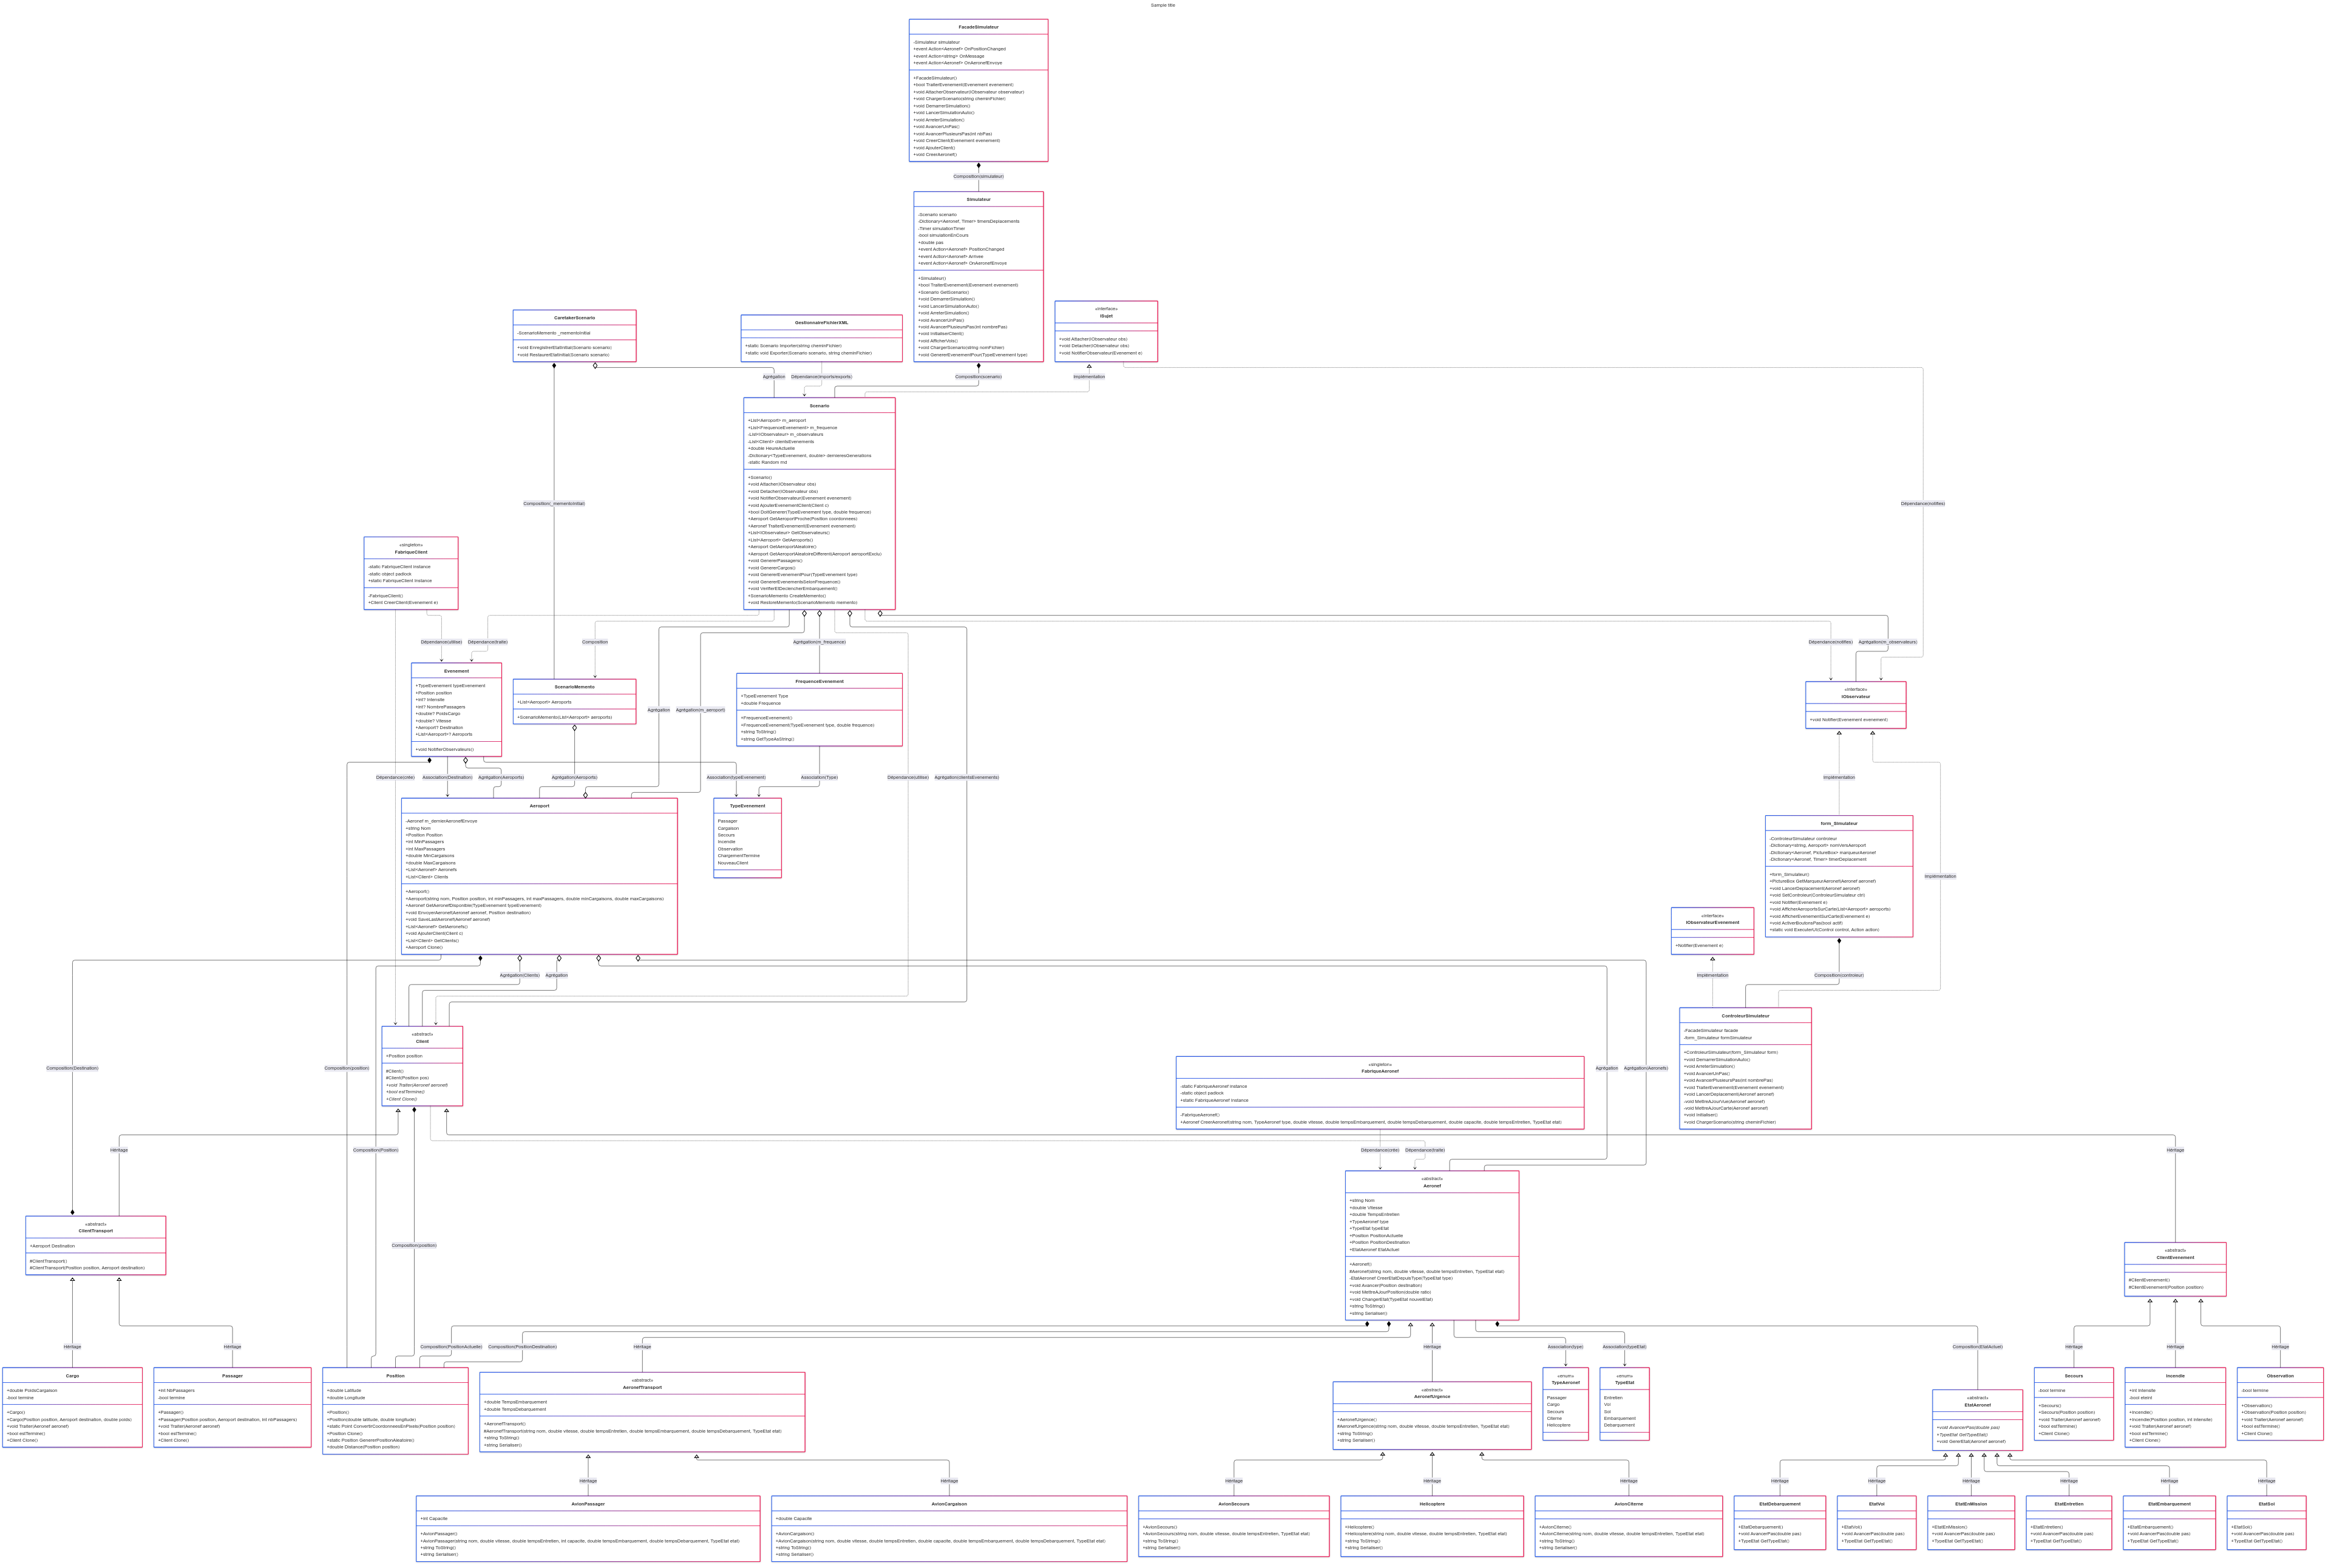 Sample title
FacadeSimulateur
-Simulateur simulateur
+event Action<Aeronef> OnPositionChanged
+event Action<string> OnMessage
+event Action<Aeronef> OnAeronefEnvoye
+FacadeSimulateur()
+bool TraiterEvenement(Evenement evenement)
+void AttacherObservateur(IObservateur observateur)
+void ChargerScenario(string cheminFichier)
+void DemarrerSimulation()
+void LancerSimulationAuto()
+void ArreterSimulation()
+void AvancerUnPas()
+void AvancerPlusieursPas(int nbPas)
+void CreerClient(Evenement evenement)
+void AjouterClient()
+void CreerAeronef()
Composition(simulateur)
Simulateur
-Scenario scenario
-Dictionary<Aeronef, Timer> timersDeplacements
-Timer simulationTimer
-bool simulationEnCours
+double pas
+event Action<Aeronef> PositionChanged
+event Action<Aeronef> Arrivee
+event Action<Aeronef> OnAeronefEnvoye
+Simulateur()
+bool TraiterEvenement(Evenement evenement)
+Scenario GetScenario()
+void DemarrerSimulation()
+void LancerSimulationAuto()
+void ArreterSimulation()
+void AvancerUnPas()
+void AvancerPlusieursPas(int nombrePas)
+void InitialiserClient()
+void AfficherVols()
+void ChargerScenario(string nomFichier)
+void GenererEvenementPour(TypeEvenement type)
CaretakerScenario
-ScenarioMemento _mementoInitial
+void EnregistrerEtatInitial(Scenario scenario)
+void RestaurerEtatInitial(Scenario scenario)
GestionnaireFichierXML
+static Scenario Importer(string cheminFichier)
+static void Exporter(Scenario scenario, string cheminFichier)
«interface»
ISujet
+void Attacher(IObservateur obs)
+void Detacher(IObservateur obs)
+void NotifierObservateur(Evenement e)
Agrégation
Dépendance(imports/exports)
Composition(scenario)
Implémentation
Scenario
+List<Aeroport> m_aeroport
+List<FrequenceEvenement> m_frequence
-List<IObservateur> m_observateurs
-List<Client> clientsEvenements
+double HeureActuelle
-Dictionary<TypeEvenement, double> dernieresGenerations
-static Random rnd
+Scenario()
+void Attacher(IObservateur obs)
+void Detacher(IObservateur obs)
+void NotifierObservateur(Evenement evenement)
+void AjouterEvenementClient(Client c)
+bool DoitGenerer(TypeEvenement type, double frequence)
+Aeroport GetAeroportProche(Position coordonnees)
+Aeronef TraiterEvenement(Evenement evenement)
+List<IObservateur> GetObservateurs()
+List<Aeroport> GetAeroports()
+Aeroport GetAeroportAleatoire()
+Aeroport GetAeroportAleatoireDifferent(Aeroport aeroportExclu)
+void GenererPassagers()
+void GenererCargos()
+void GenererEvenementPour(TypeEvenement type)
+void GenererEvenementsSelonFrequence()
+void VerifierEtDeclencherEmbarquement()
+ScenarioMemento CreateMemento()
+void RestoreMemento(ScenarioMemento memento)
Composition(_mementoInitial)
Dépendance(notifies)
«singleton»
FabriqueClient
-static FabriqueClient instance
-static object padlock
+static FabriqueClient Instance
-FabriqueClient()
+Client CreerClient(Evenement e)
Dépendance(utilise)
Dépendance(traite)
Composition
Agrégation(m_frequence)
Dépendance(notifies)
Agrégation(m_observateurs)
Evenement
+TypeEvenement typeEvenement
+Position position
+int? Intensite
+int? NombrePassagers
+double? PoidsCargo
+double? Vitesse
+Aeroport? Destination
+List<Aeroport>? Aeroports
+void NotifierObservateurs()
ScenarioMemento
+List<Aeroport> Aeroports
+ScenarioMemento(List<Aeroport> aeroports)
FrequenceEvenement
+TypeEvenement Type
+double Frequence
+FrequenceEvenement()
+FrequenceEvenement(TypeEvenement type, double frequence)
+string ToString()
+string GetTypeAsString()
Agrégation
Agrégation(m_aeroport)
«interface»
IObservateur
+void Notifier(Evenement evenement)
Dépendance(crée)
Association(Destination)
Agrégation(Aeroports)
Agrégation(Aeroports)
Association(typeEvenement)
Association(Type)
Dépendance(utilise)
Agrégation(clientsEvenements)
Implémentation
Aeroport
-Aeronef m_dernierAeronefEnvoye
+string Nom
+Position Position
+int MinPassagers
+int MaxPassagers
+double MinCargaisons
+double MaxCargaisons
+List<Aeronef> Aeronefs
+List<Client> Clients
+Aeroport()
+Aeroport(string nom, Position position, int minPassagers, int maxPassagers, double minCargaisons, double maxCargaisons)
+Aeronef GetAeronefDisponible(TypeEvenement typeEvenement)
+void EnvoyerAeronef(Aeronef aeronef, Position destination)
+void SaveLastAeronef(Aeronef aeronef)
+List<Aeronef> GetAeronefs()
+void AjouterClient(Client c)
+List<Client> GetClients()
+Aeroport Clone()
TypeEvenement
Passager
Cargaison
Secours
Incendie
Observation
ChargementTermine
NouveauClient
form_Simulateur
-ControleurSimulateur controleur
-Dictionary<string, Aeroport> nomVersAeroport
-Dictionary<Aeronef, PictureBox> marqueurAeronef
-Dictionary<Aeronef, Timer> timerDeplacement
+form_Simulateur()
+PictureBox GetMarqueurAeronef(Aeronef aeronef)
+void LancerDeplacement(Aeronef aeronef)
+void SetControleur(ControleurSimulateur ctrl)
+void Notifier(Evenement e)
+void AfficherAeroportsSurCarte(List<Aeroport> aeroports)
+void AfficherEvenementSurCarte(Evenement e)
+void ActiverBoutonsPas(bool actif)
+static void ExecuterUI(Control control, Action action)
Implémentation
«interface»
IObservateurEvenement
+Notifier(Evenement e)
Agrégation(Clients)
Agrégation
Implémentation
Composition(controleur)
ControleurSimulateur
-FacadeSimulateur facade
-form_Simulateur formSimulateur
+ControleurSimulateur(form_Simulateur form)
+void DemarrerSimulationAuto()
+void ArreterSimulation()
+void AvancerUnPas()
+void AvancerPlusieursPas(int nombrePas)
+void TraiterEvenement(Evenement evenement)
+void LancerDeplacement(Aeronef aeronef)
-void MettreAJourVue(Aeronef aeronef)
-void MettreAJourCarte(Aeronef aeronef)
+void Initialiser()
+void ChargerScenario(string cheminFichier)
«abstract»
Client
+Position position
#Client()
#Client(Position pos)
+void Traiter(Aeronef aeronef)
+bool estTermine()
+Client Clone()
Composition(Destination)
Composition(position)
«singleton»
FabriqueAeronef
-static FabriqueAeronef instance
-static object padlock
+static FabriqueAeronef Instance
-FabriqueAeronef()
+Aeronef CreerAeronef(string nom, TypeAeronef type, double vitesse, double tempsEmbarquement, double tempsDebarquement, double capacite, double tempsEntretien, TypeEtat etat)
Agrégation
Agrégation(Aeronefs)
Héritage
Composition(Position)
Dépendance(crée)
Dépendance(traite)
Héritage
«abstract»
Aeronef
+string Nom
+double Vitesse
+double TempsEntretien
+TypeAeronef type
+TypeEtat typeEtat
+Position PositionActuelle
+Position PositionDestination
+EtatAeronef EtatActuel
+Aeronef()
#Aeronef(string nom, double vitesse, double tempsEntretien, TypeEtat etat)
-EtatAeronef CreerEtatDepuisType(TypeEtat type)
+void Avancer(Position destination)
+void MettreAJourPosition(double ratio)
+void ChangerEtat(TypeEtat nouvelEtat)
+string ToString()
+string Serialiser()
«abstract»
ClientTransport
+Aeroport Destination
#ClientTransport()
#ClientTransport(Position position, Aeroport destination)
Composition(position)
«abstract»
ClientEvenement
#ClientEvenement()
#ClientEvenement(Position position)
Héritage
Héritage
Composition(PositionActuelle)
Composition(PositionDestination)
Héritage
Héritage
Association(type)
Association(typeEtat)
Composition(EtatActuel)
Héritage
Héritage
Héritage
Cargo
+double PoidsCargaison
-bool termine
+Cargo()
+Cargo(Position position, Aeroport destination, double poids)
+void Traiter(Aeronef aeronef)
+bool estTermine()
+Client Clone()
Passager
+int NbPassagers
-bool termine
+Passager()
+Passager(Position position, Aeroport destination, int nbPassagers)
+void Traiter(Aeronef aeronef)
+bool estTermine()
+Client Clone()
Position
+double Latitude
+double Longitude
+Position()
+Position(double latitude, double longitude)
+static Point ConvertirCoordonneesEnPixels(Position position)
+Position Clone()
+static Position GenererPositionAleatoire()
+double Distance(Position position)
«abstract»
AeronefTransport
+double TempsEmbarquement
+double TempsDebarquement
+AeronefTransport()
#AeronefTransport(string nom, double vitesse, double tempsEntretien, double tempsEmbarquement, double tempsDebarquement, TypeEtat etat)
+string ToString()
+string Serialiser()
«abstract»
AeronefUrgence
+AeronefUrgence()
#AeronefUrgence(string nom, double vitesse, double tempsEntretien, TypeEtat etat)
+string ToString()
+string Serialiser()
«enum»
TypeAeronef
Passager
Cargo
Secours
Citerne
Helicoptere
«enum»
TypeEtat
Entretien
Vol
Sol
Embarquement
Debarquement
«abstract»
EtatAeronef
+void AvancerPas(double pas)
+TypeEtat GetTypeEtat()
+void GererEtat(Aeronef aeronef)
Secours
-bool termine
+Secours()
+Secours(Position position)
+void Traiter(Aeronef aeronef)
+bool estTermine()
+Client Clone()
Incendie
+int Intensite
-bool eteint
+Incendie()
+Incendie(Position position, int intensite)
+void Traiter(Aeronef aeronef)
+bool estTermine()
+Client Clone()
Observation
-bool termine
+Observation()
+Observation(Position position)
+void Traiter(Aeronef aeronef)
+bool estTermine()
+Client Clone()
Héritage
Héritage
Héritage
Héritage
Héritage
Héritage
Héritage
Héritage
Héritage
Héritage
Héritage
AvionPassager
+int Capacite
+AvionPassager()
+AvionPassager(string nom, double vitesse, double tempsEntretien, int capacite, double tempsEmbarquement, double tempsDebarquement, TypeEtat etat)
+string ToString()
+string Serialiser()
AvionCargaison
+double Capacite
+AvionCargaison()
+AvionCargaison(string nom, double vitesse, double tempsEntretien, double capacite, double tempsEmbarquement, double tempsDebarquement, TypeEtat etat)
+string ToString()
+string Serialiser()
AvionSecours
+AvionSecours()
+AvionSecours(string nom, double vitesse, double tempsEntretien, TypeEtat etat)
+string ToString()
+string Serialiser()
Helicoptere
+Helicoptere()
+Helicoptere(string nom, double vitesse, double tempsEntretien, TypeEtat etat)
+string ToString()
+string Serialiser()
AvionCiterne
+AvionCiterne()
+AvionCiterne(string nom, double vitesse, double tempsEntretien, TypeEtat etat)
+string ToString()
+string Serialiser()
EtatDebarquement
+EtatDebarquement()
+void AvancerPas(double pas)
+TypeEtat GetTypeEtat()
EtatVol
+EtatVol()
+void AvancerPas(double pas)
+TypeEtat GetTypeEtat()
EtatEnMission
+EtatEnMission()
+void AvancerPas(double pas)
+TypeEtat GetTypeEtat()
EtatEntretien
+EtatEntretien()
+void AvancerPas(double pas)
+TypeEtat GetTypeEtat()
EtatEmbarquement
+EtatEmbarquement()
+void AvancerPas(double pas)
+TypeEtat GetTypeEtat()
EtatSol
+EtatSol()
+void AvancerPas(double pas)
+TypeEtat GetTypeEtat()